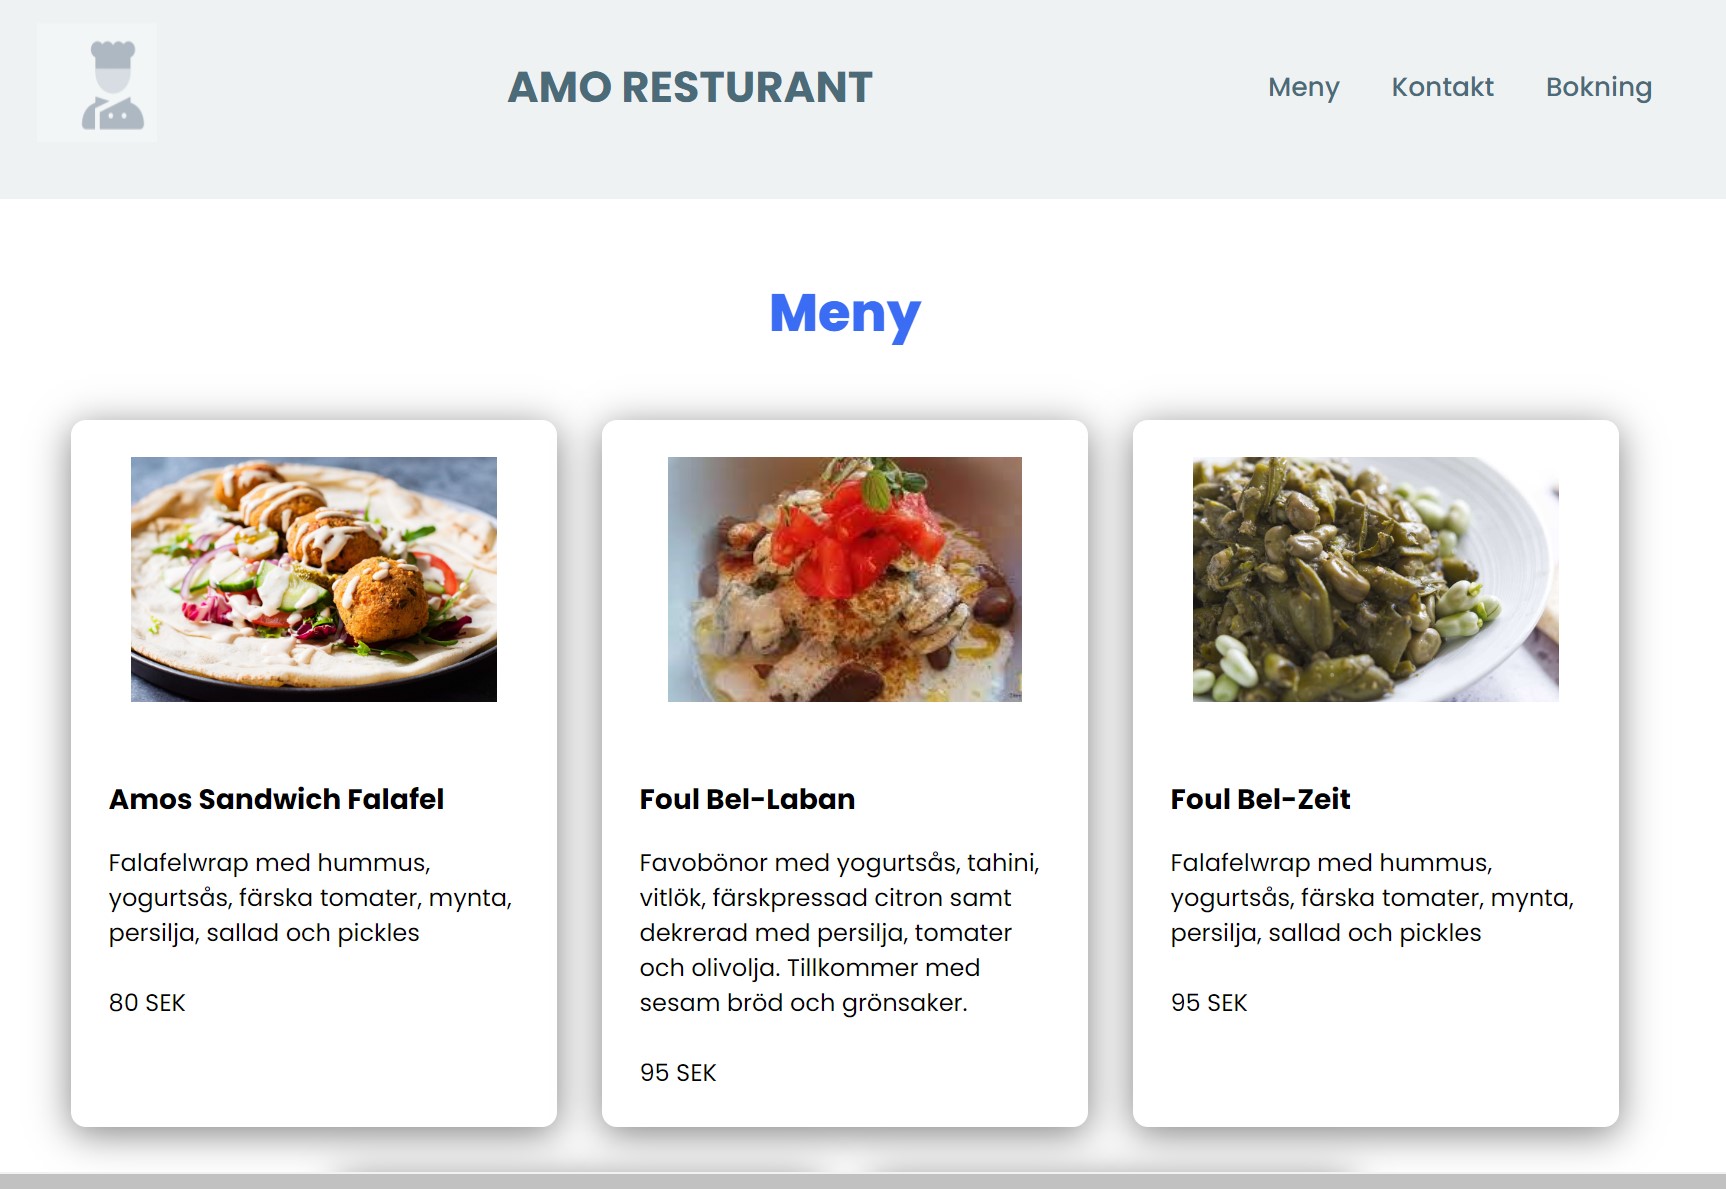 AMO RESTURANT
Meny
Kontakt
Bokning
Meny
Amos Sandwich Falafel
Falafelwrap med hummus,
yogurtsås, färska tomater, mynta,
persilja, sallad och pickles
80 SEK
Foul Bel-Laban
Favobönor med yogurtsås, tahini,
vitlök, färskpressad citron samt
dekrerad med persilja, tomater
och olivolja. Tillkommer med
sesam bröd och grönsaker.
95 SEK
Foul Bel-Zeit
Falafelwrap med hummus,
yogurtsås, färska tomater, mynta,
persilja, sallad och pickles
95 SEK